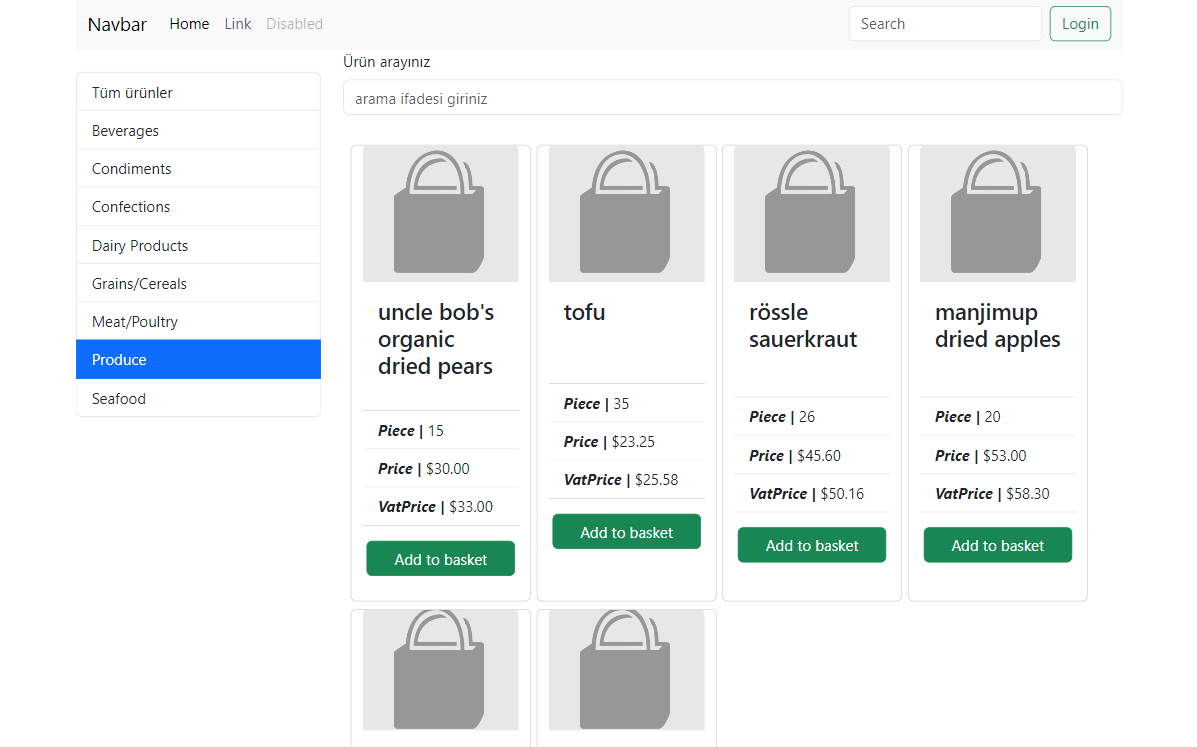 Navbar Home Link Disabled Search Login
Ürün arayınız
arama ifadesi giriniz
Tüm ürünler
Beverages
Condiments
Confections
Dairy Products
Grains/Cereals
Meat/Poultry
Produce
Seafood
uncle bob's
organic
dried pears
Piece | 15
Price | $30.00
VatPrice | $33.00
Add to basket
tofu
Piece | 35
Price | $23.25
VatPrice | $25.58
Add to basket
rössle
sauerkraut
Piece | 26
Price | $45.60
VatPrice | $50.16
Add to basket
manjimup
dried apples
Piece | 20
Price | $53.00
VatPrice | $58.30
Add to basket